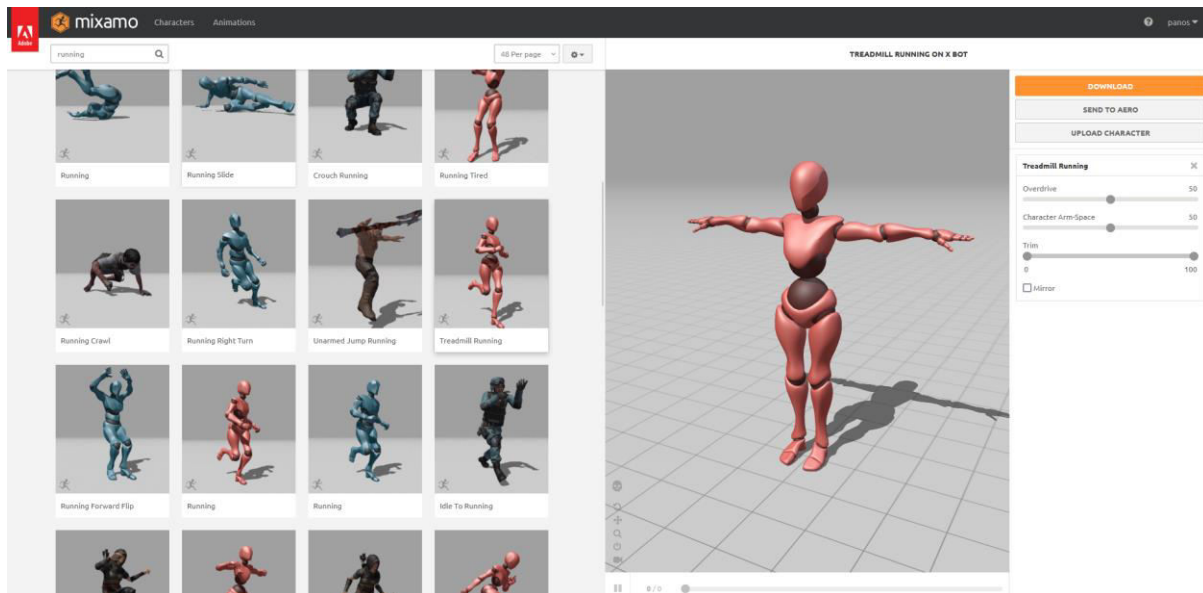 Adobe
mixamo
Characters
Animations
panos
running
48 Per page
TREADMILL RUNNING ON X BOT
Running
Running Slide
Crouch Running
Running Tired
Running Crawl
Running Right Turn
Unarmed Jump Running
Treadmill Running
Running Forward Flip
Running
Running
Idle To Running
0 / 0
DOWNLOAD
SEND TO AERO
UPLOAD CHARACTER
Treadmill Running
Overdrive 50
Character Arm-Space 50
Trim
0 100
Mirror